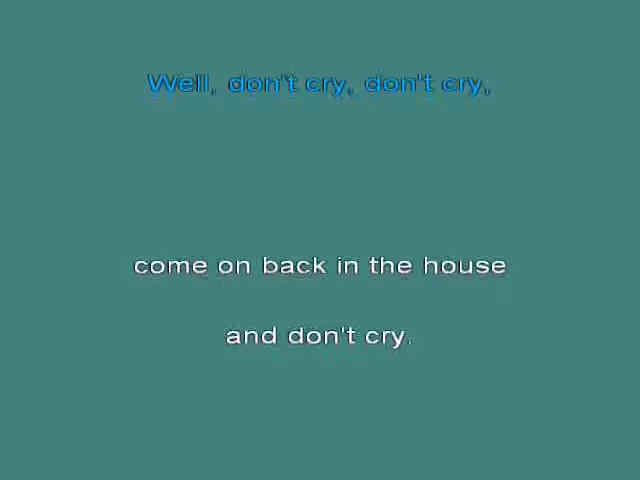 Well, don't cry, don't cry,
come on back in the house
and don't cry.